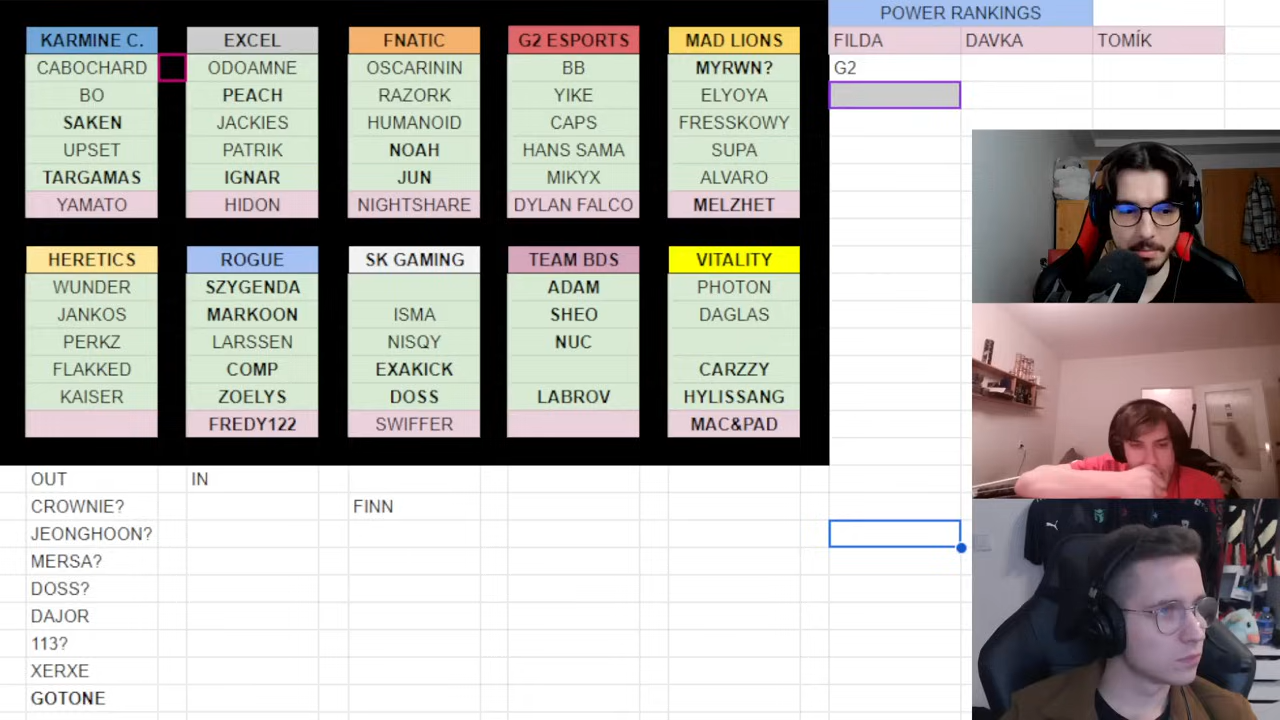 POWER RANKINGS
KARMINE C. EXCEL FNATIC G2 ESPORTS MAD LIONS FILDA DAVKA TOMÍK
CABOCHARD ODOAMNE OSCARININ BB MYRWN? G2
BO PEACH RAZORK YIKE ELYOYA
SAKEN JACKIES HUMANOID CAPS FRESSKOWY
UPSET PATRIK NOAH HANS SAMA SUPA
TARGAMAS IGNAR JUN MIKYX ALVARO
YAMATO HIDON NIGHTSHARE DYLAN FALCO MELZHET
HERETICS ROGUE SK GAMING TEAM BDS VITALITY
WUNDER SZYGENDA ADAM PHOTON
JANKOS MARKOON ISMA SHEO DAGLAS
PERKZ LARSSEN NISQY NUC
FLAKKED COMP EXAKICK CARZZY
KAISER ZOELYS DOSS LABROV HYLISSANG
FREDY122 SWIFFER MAC&PAD
OUT IN
CROWNIE? FINN
JEONGHOON?
MERSA?
DOSS?
DAJOR
113?
XERXE
GOTONE